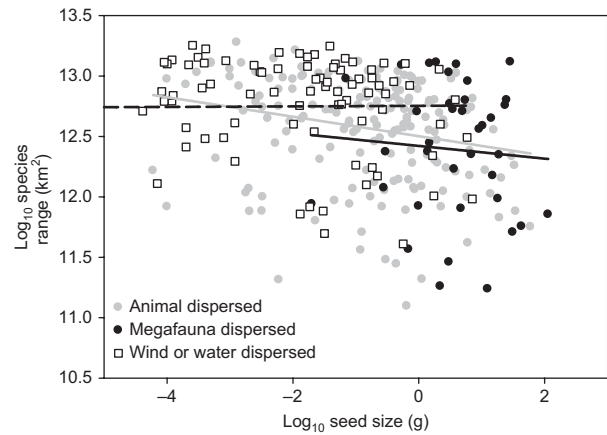 13.5
13.0
12.5
12.0
11.5
11.0
10.5
Log₁₀ species
range (km²)
Animal dispersed
Megafauna dispersed
Wind or water dispersed
–4
–2
0
2
Log₁₀ seed size (g)